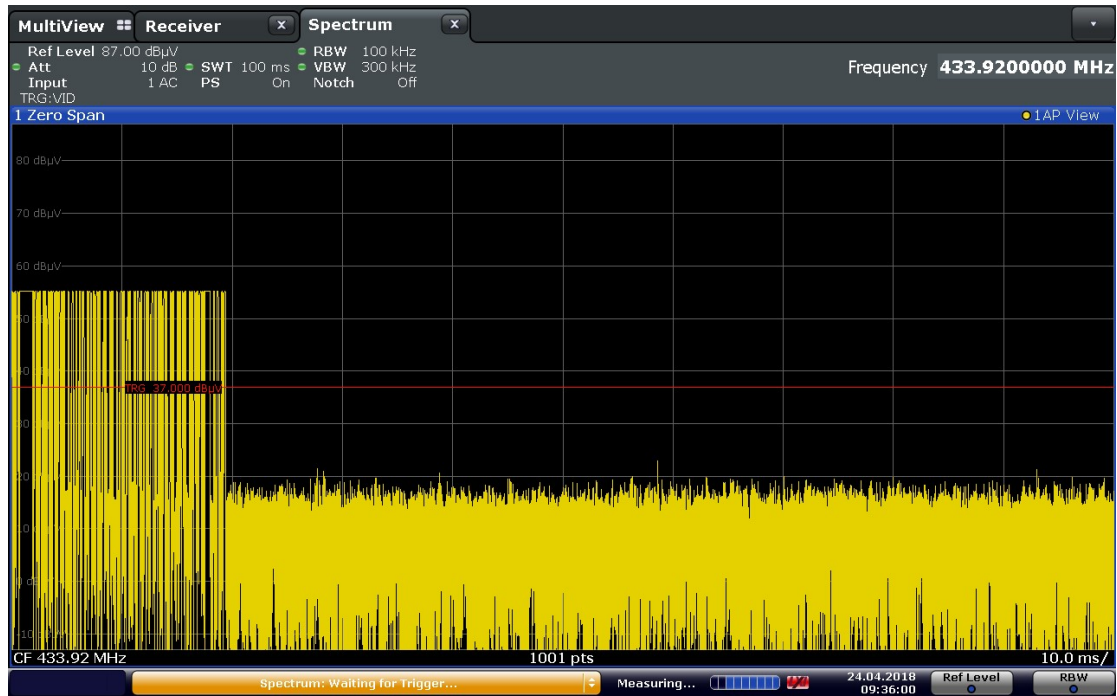 MultiView Receiver X Spectrum X
Ref Level 87.00 dBµV RBW 100 kHz
Att 10 dB SWT 100 ms VBW 300 kHz
Input 1 AC PS On Notch Off
Frequency 433.9200000 MHz
TRG:VID
1 Zero Span 1AP View
80 dBµV
70 dBµV
60 dBµV
TRG 37.000 dBµV
CF 433.92 MHz 1001 pts 10.0 ms/
Spectrum: Waiting for Trigger... Measuring... 24.04.2018 Ref Level RBW
09:36:00